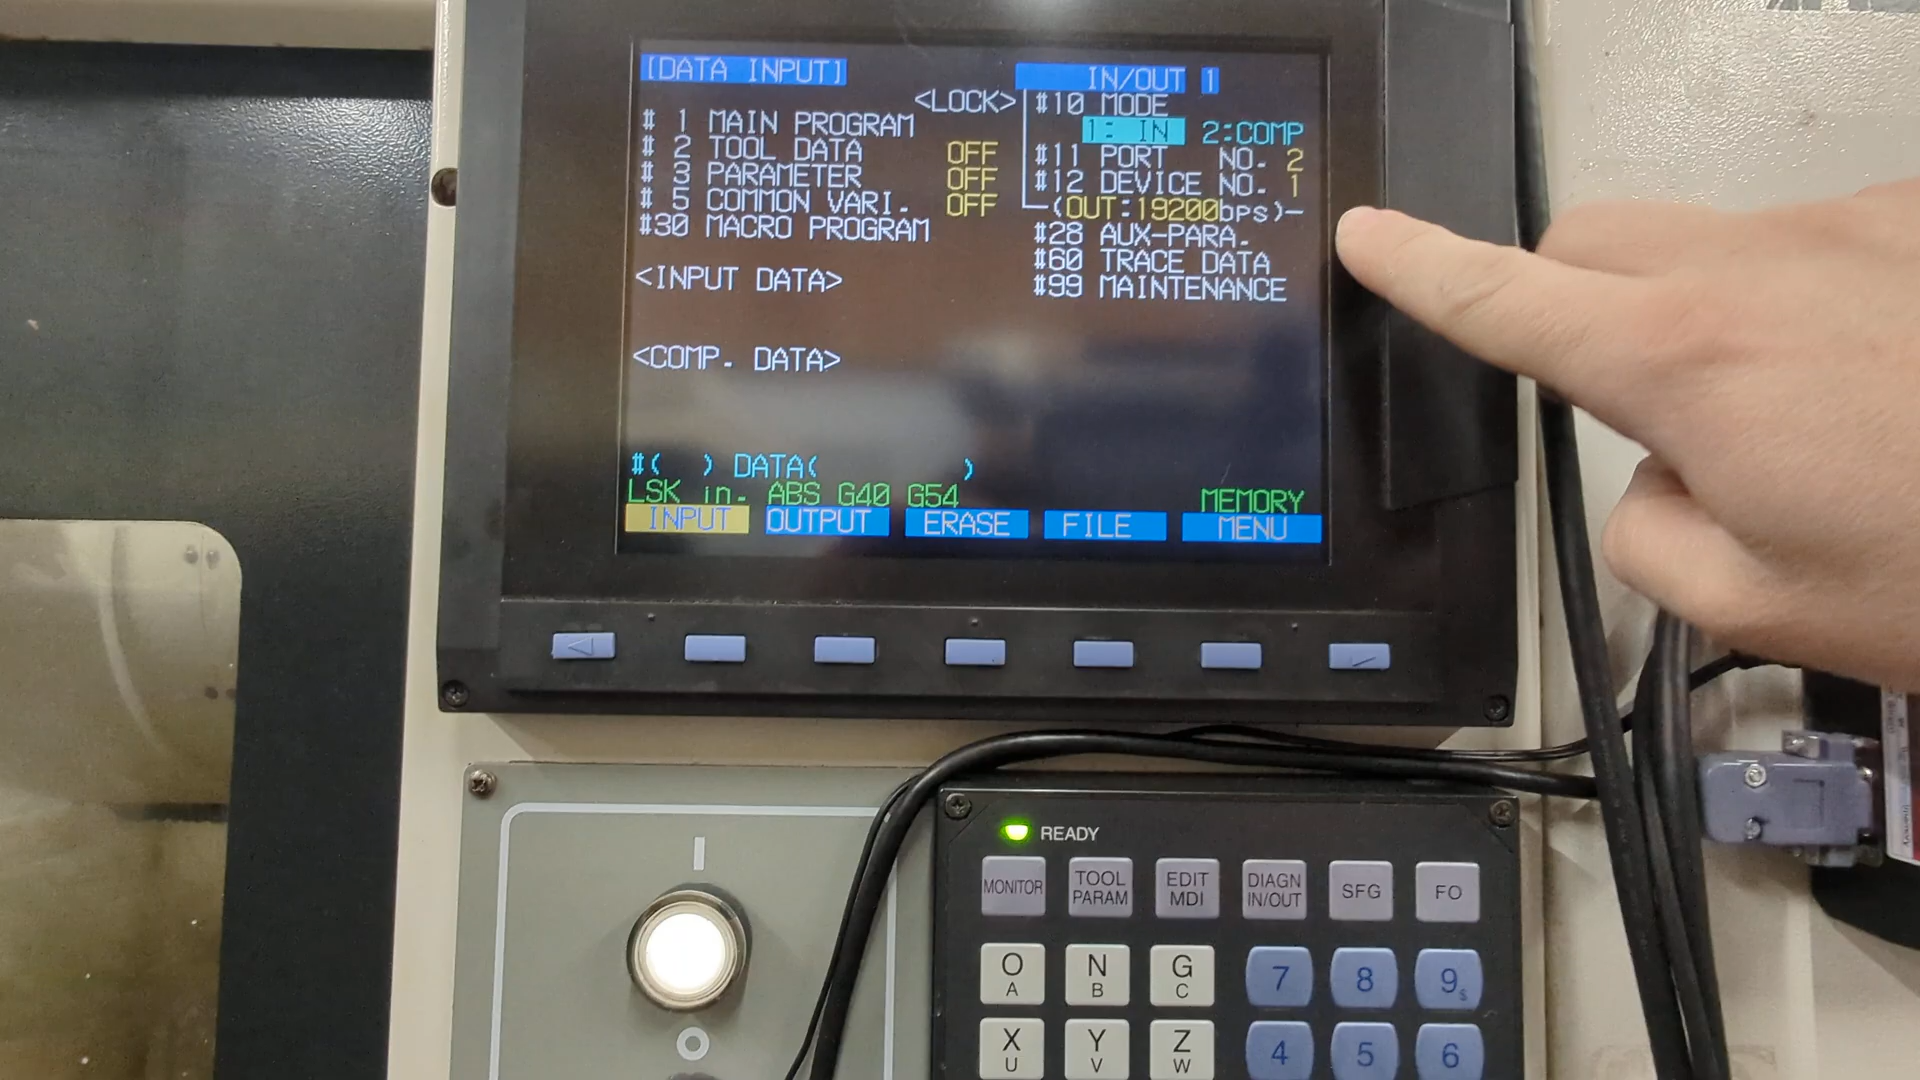 [DATA INPUT]
IN/OUT 1
<LOCK>
# 1 MAIN PROGRAM
# 2 TOOL DATA OFF
# 3 PARAMETER OFF
# 5 COMMON VARI. OFF
#30 MACRO PROGRAM
#10 MODE
1: IN 2:COMP
#11 PORT NO. 2
#12 DEVICE NO. 1
(OUT:19200bps)
#28 AUX-PARA.
#60 TRACE DATA
#99 MAINTENANCE
<INPUT DATA>
<COMP. DATA>
#( ) DATA( )
LSK in. ABS G40 G54 MEMORY
INPUT OUTPUT ERASE FILE MENU
READY
MONITOR
TOOL PARAM
EDIT MDI
DIAGN IN/OUT
SFG
FO
O A
N B
G C
7
8
9 $
X U
Y V
Z W
4
5
6